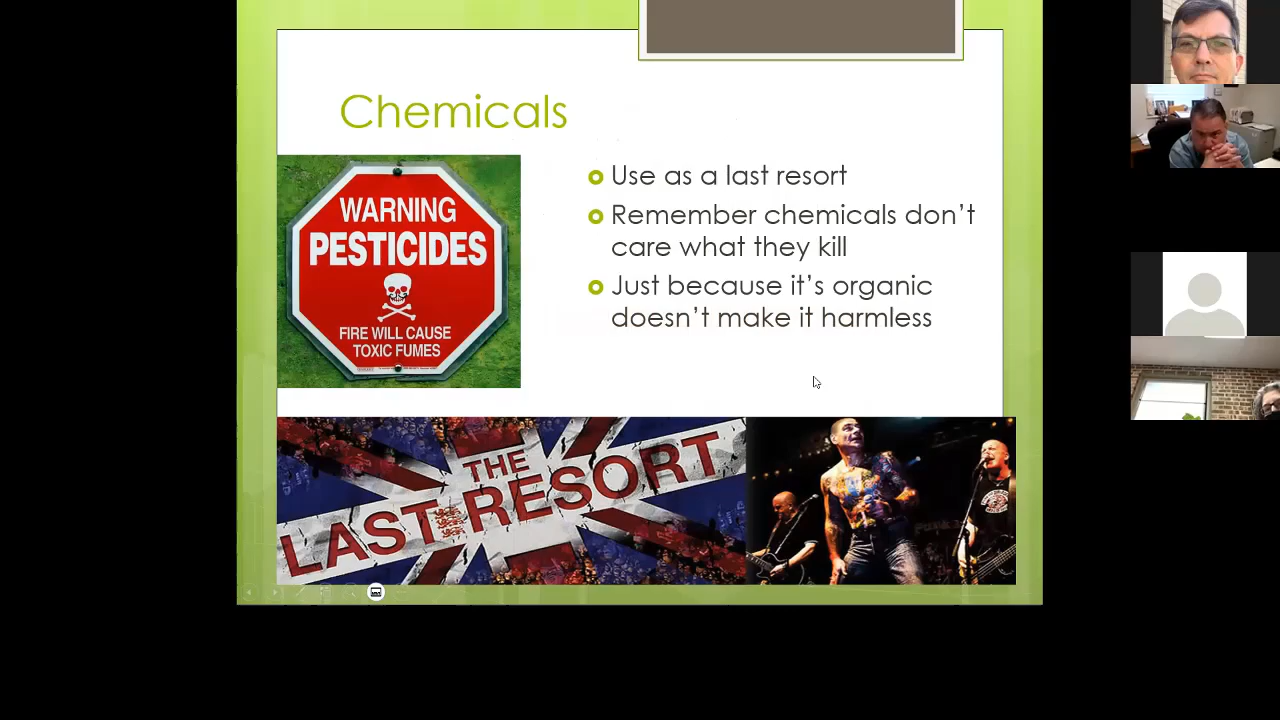 Chemicals
WARNING
PESTICIDES
FIRE WILL CAUSE
TOXIC FUMES
Use as a last resort
Remember chemicals don't
care what they kill
Just because it's organic
doesn't make it harmless
THE
LAST RESORT